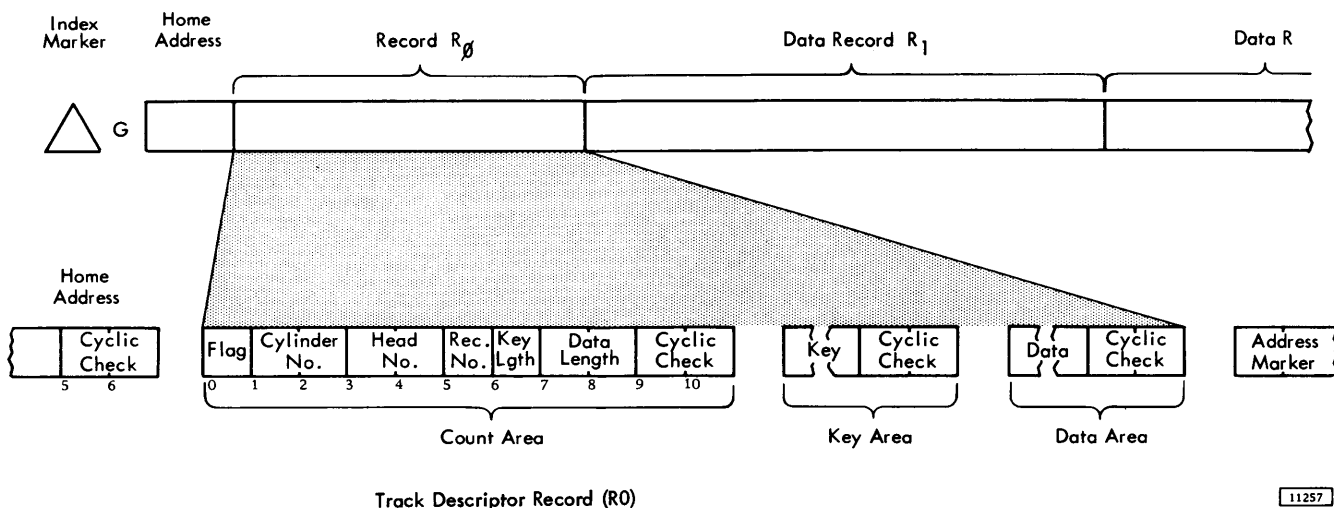 Index Marker
Home Address
Record RØ
Data Record R1
Data R
G
Home Address
Cyclic Check
5 6
Flag
Cylinder No.
Head No.
Rec. No.
Key Lgth
Data Length
Cyclic Check
0 1 2 3 4 5 6 7 8 9 10
Key
Cyclic Check
Data
Cyclic Check
Address Marker
Count Area
Key Area
Data Area
Track Descriptor Record (R0)
11257